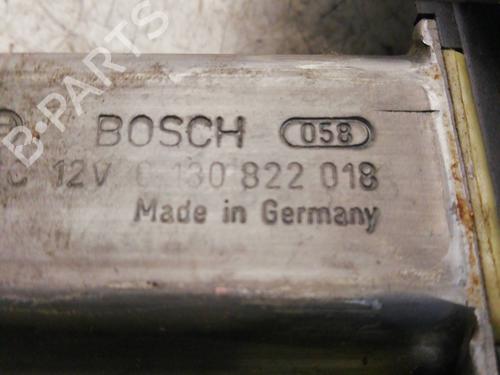 BOSCH 058
C 12V 0 130 822 018
Made in Germany
B-PARTS